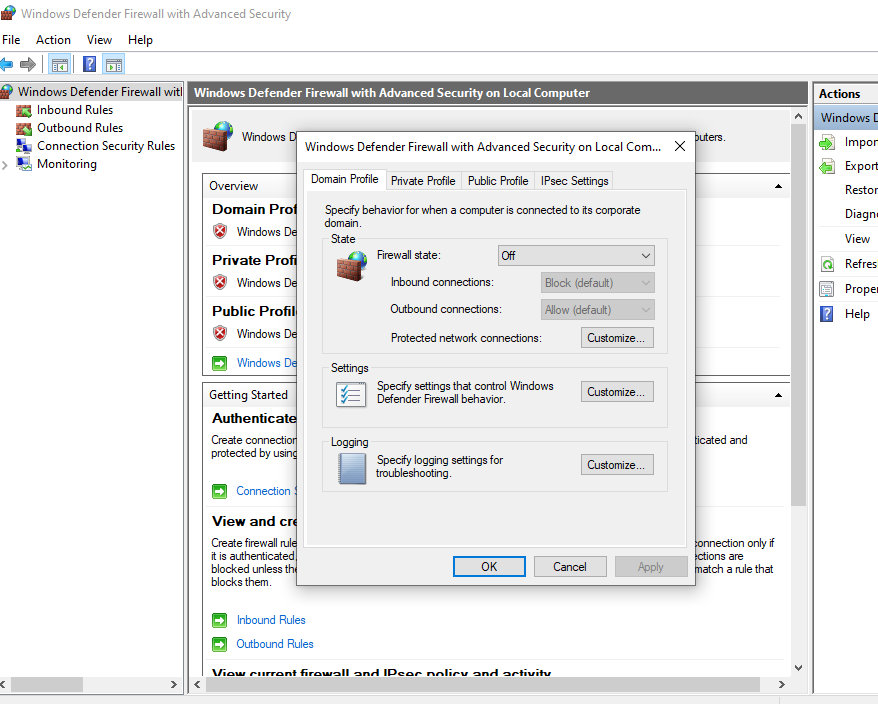 Windows Defender Firewall with Advanced Security
File Action View Help
Windows Defender Firewall wit
Inbound Rules
Outbound Rules
Connection Security Rules
Monitoring
Windows Defender Firewall with Advanced Security on Local Computer
Windows D
puters.
Overview
Domain Prof
Windows De
Private Profi
Windows De
Public Profil
Windows De
Windows De
Getting Started
Authenticate
Create connection
ticated and
protected by using
Connection S
View and cre
Create firewall rule
connection only if
it is authenticated,
ections are
blocked unless the
match a rule that
blocks them.
Inbound Rules
Outbound Rules
View current firewall and IPsec policy and activity
Windows Defender Firewall with Advanced Security on Local Com...
Domain Profile Private Profile Public Profile IPsec Settings
Specify behavior for when a computer is connected to its corporate
domain.
State
Firewall state: Off
Inbound connections: Block (default)
Outbound connections: Allow (default)
Protected network connections: Customize...
Settings
Specify settings that control Windows
Defender Firewall behavior.
Customize...
Logging
Specify logging settings for
troubleshooting.
Customize...
OK Cancel Apply
Actions
Windows D
Impor
Export
Restor
Diagn
View
Refres
Proper
Help